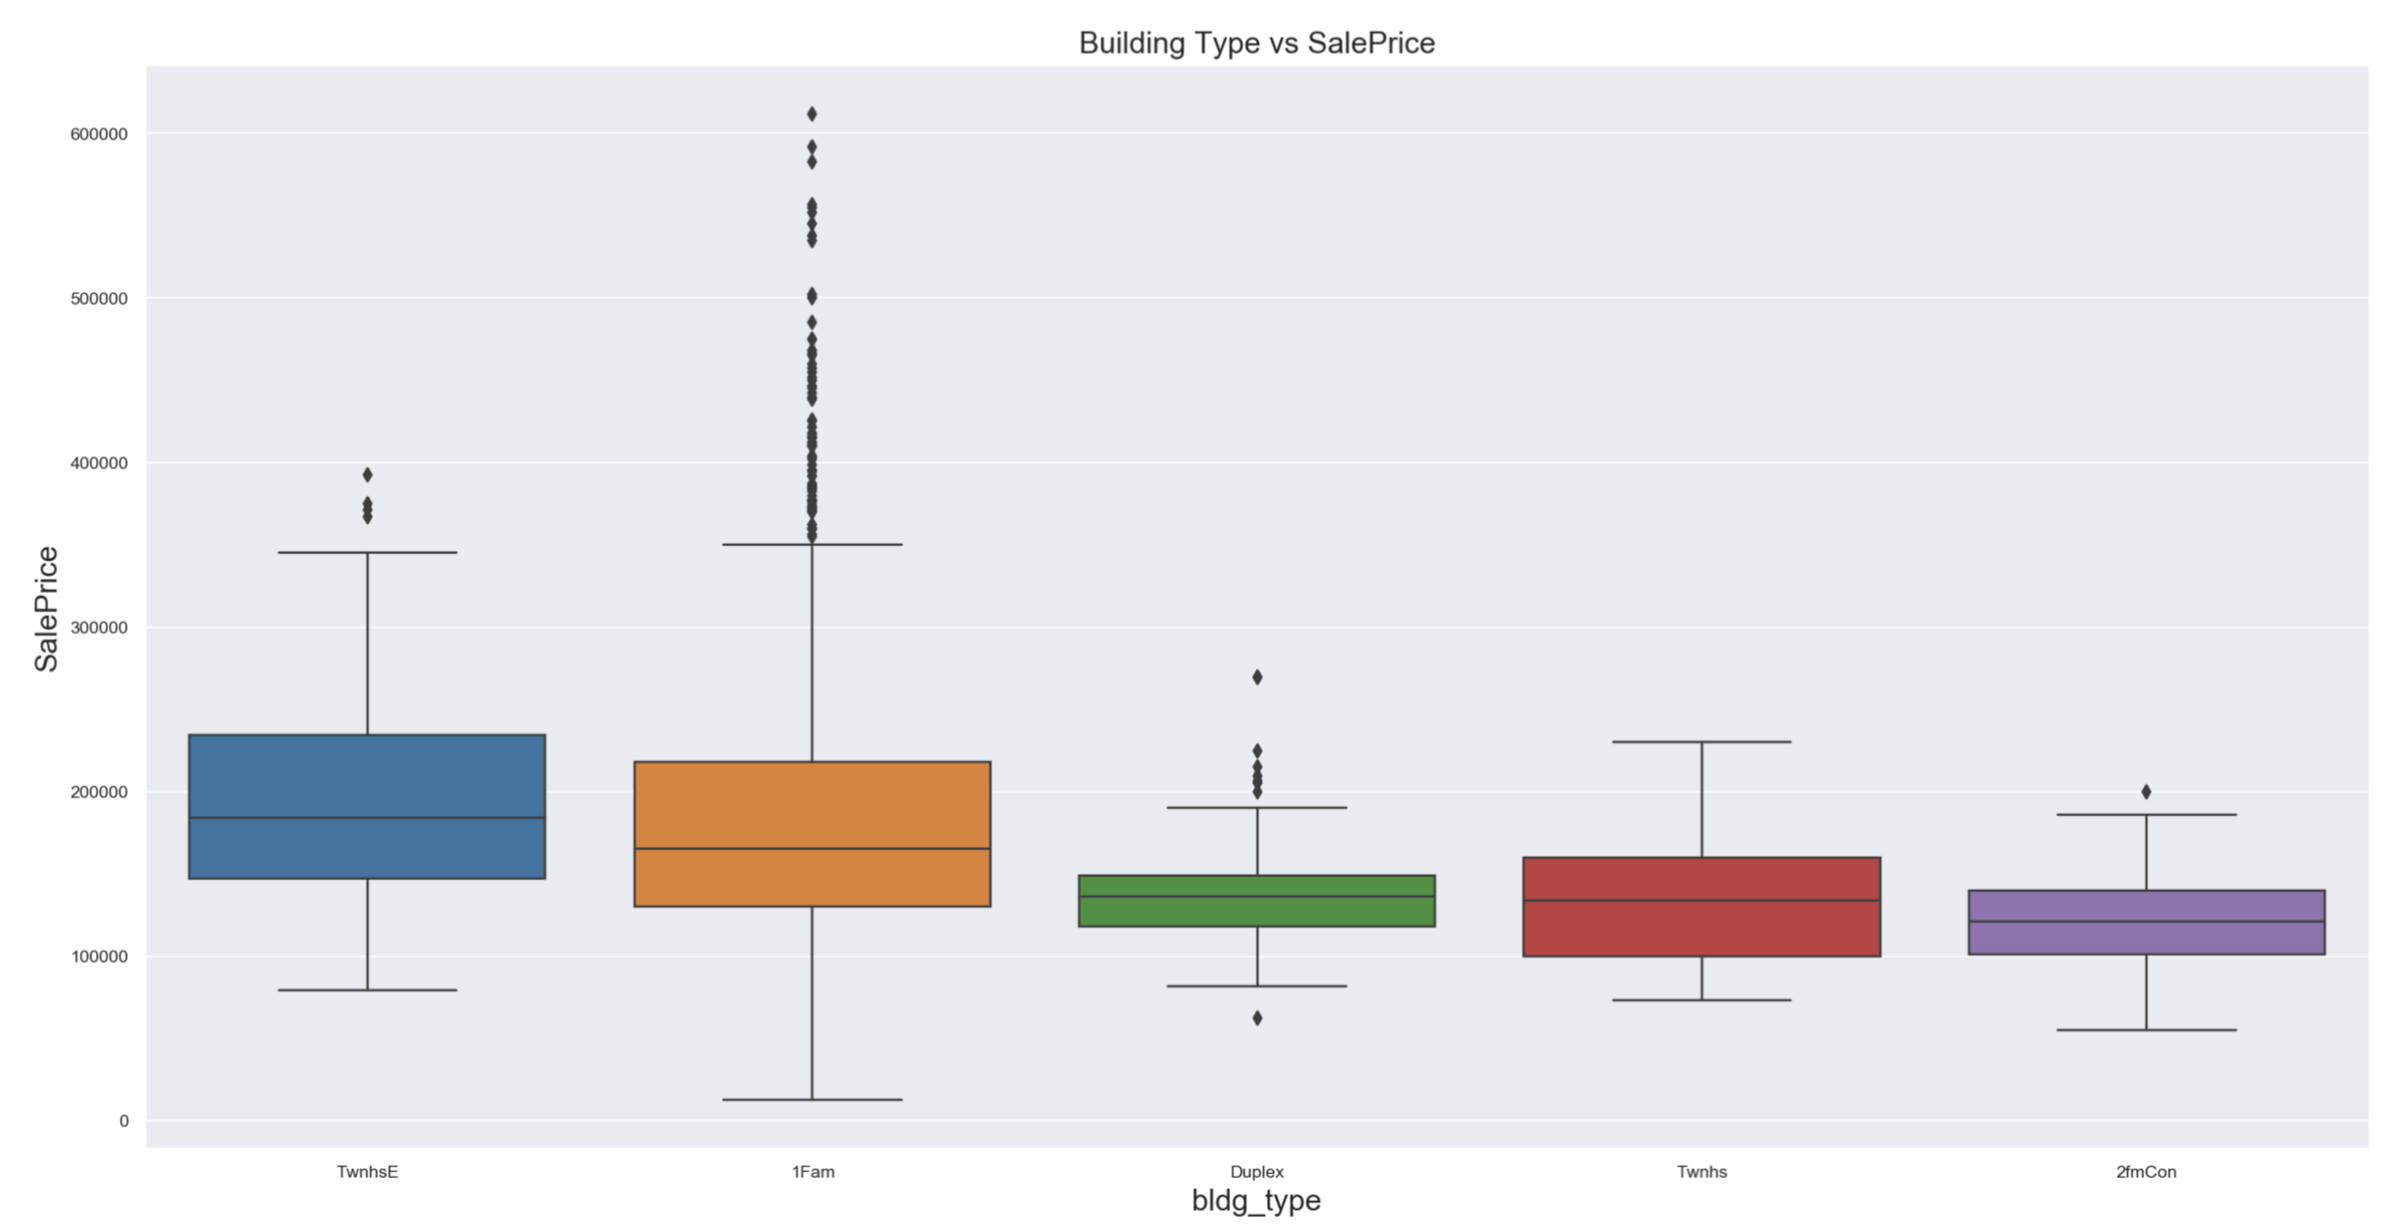 Building Type vs SalePrice
600000
500000
400000
300000
200000
100000
0
SalePrice
TwnhsE 1Fam Duplex Twnhs 2fmCon
bldg_type